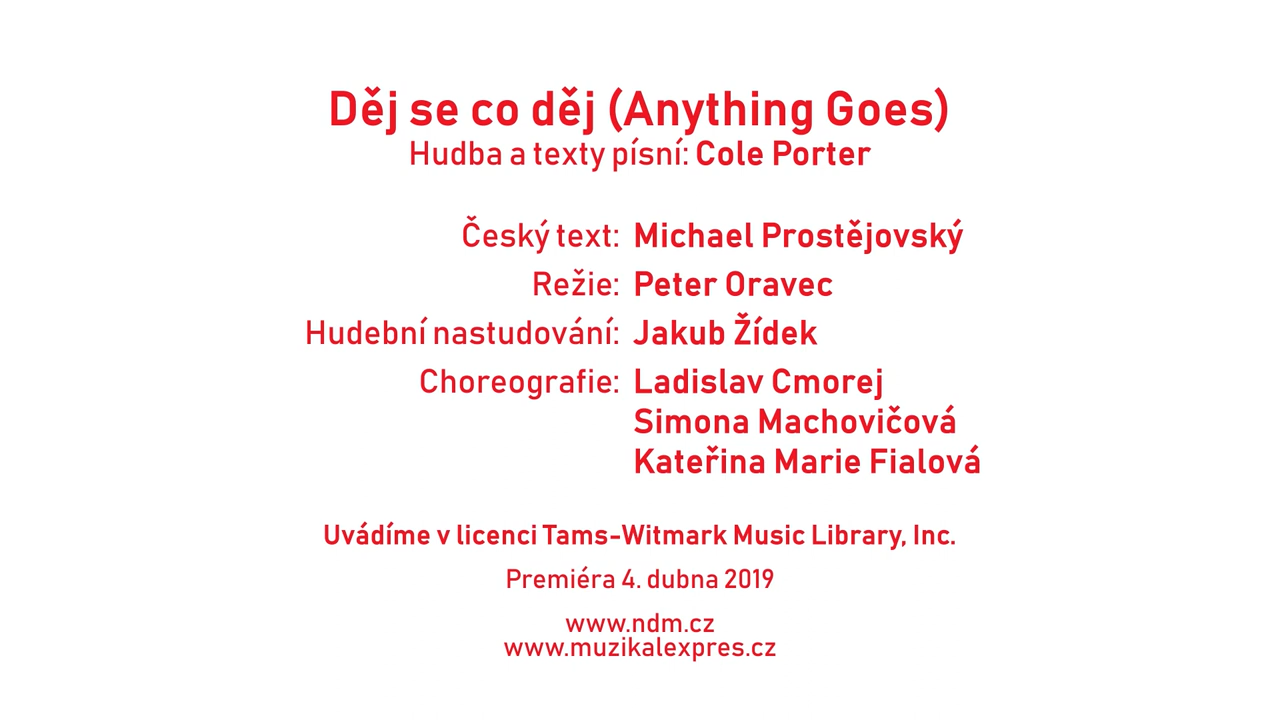 Děj se co děj (Anything Goes)
Hudba a texty písní: Cole Porter
Český text: Michael Prostějovský
Režie: Peter Oravec
Hudební nastudování: Jakub Žídek
Choreografie: Ladislav Cmorej
Simona Machovičová
Kateřina Marie Fialová
Uvádíme v licenci Tams-Witmark Music Library, Inc.
Premiéra 4. dubna 2019
www.ndm.cz
www.muzikalexpres.cz